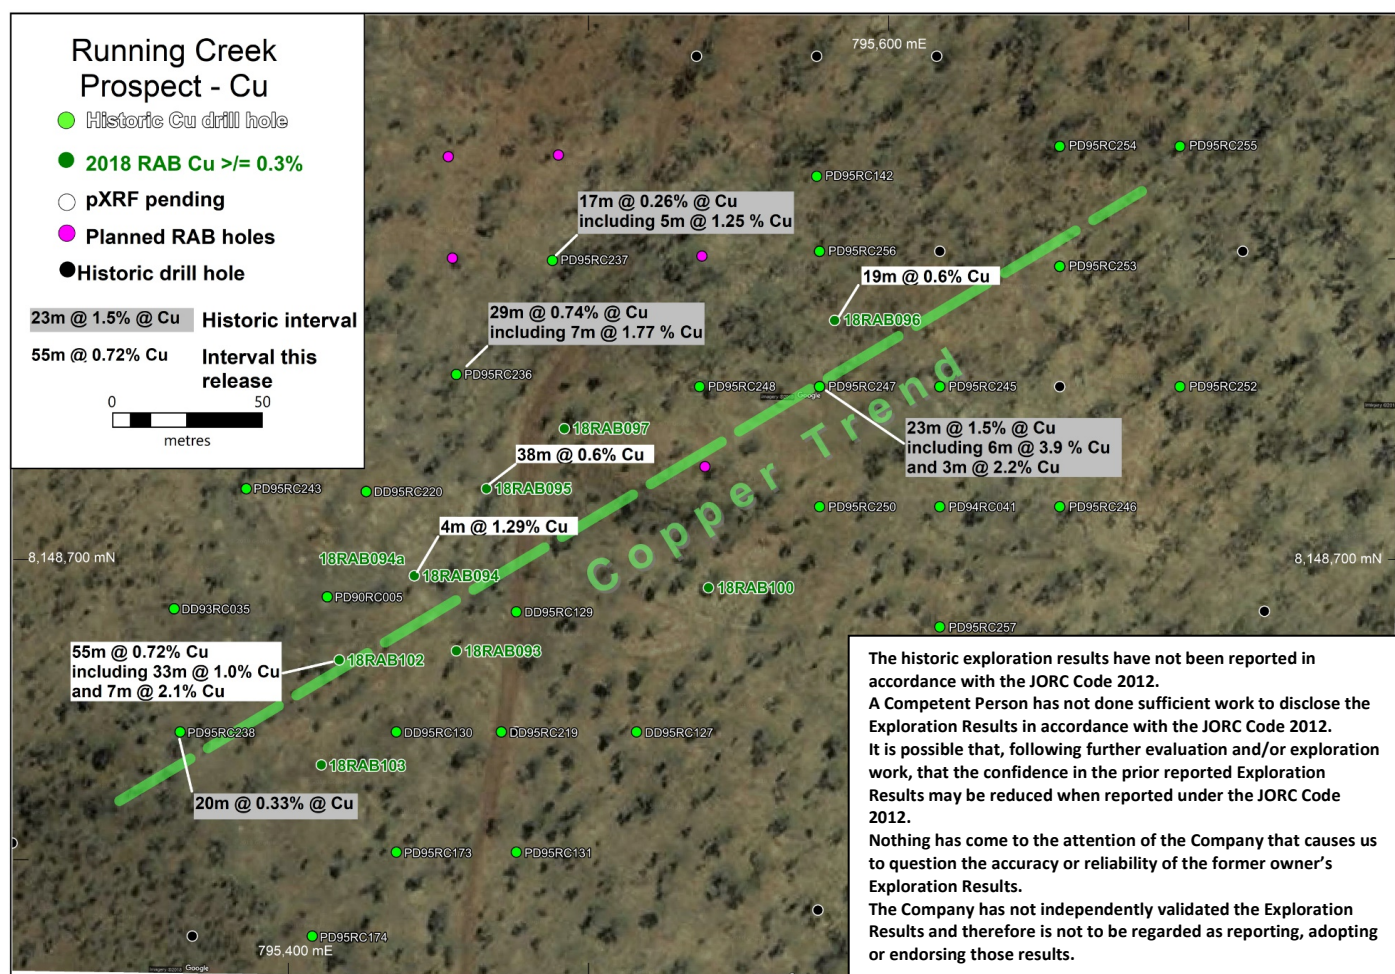 Running Creek
Prospect - Cu
Historic Cu drill hole
2018 RAB Cu >/= 0.3%
pXRF pending
Planned RAB holes
Historic drill hole
23m @ 1.5% @ Cu Historic interval
55m @ 0.72% Cu Interval this
release
0 50
metres
795,600 mE
PD95RC254
PD95RC255
PD95RC142
17m @ 0.26% @ Cu
including 5m @ 1.25 % Cu
PD95RC237
PD95RC256
PD95RC253
19m @ 0.6% Cu
18RAB096
29m @ 0.74% @ Cu
including 7m @ 1.77 % Cu
PD95RC236
PD95RC248
PD95RC247
PD95RC245
PD95RC252
Google
23m @ 1.5% @ Cu
including 6m @ 3.9 % Cu
and 3m @ 2.2% Cu
18RAB097
38m @ 0.6% Cu
PD95RC243
DD95RC220
18RAB095
PD95RC250
PD94RC041
PD95RC246
4m @ 1.29% Cu
Copper Trend
8,148,700 mN
8,148,700 mN
18RAB094a
18RAB094
18RAB100
PD90RC005
DD93RC035
DD95RC129
PD95RC257
55m @ 0.72% Cu
including 33m @ 1.0% Cu
and 7m @ 2.1% Cu
18RAB102
18RAB093
PD95RC238
DD95RC130
DD95RC219
DD95RC127
18RAB103
20m @ 0.33% @ Cu
PD95RC173
PD95RC131
PD95RC174
795,400 mE
Google
The historic exploration results have not been reported in
accordance with the JORC Code 2012.
A Competent Person has not done sufficient work to disclose the
Exploration Results in accordance with the JORC Code 2012.
It is possible that, following further evaluation and/or exploration
work, that the confidence in the prior reported Exploration
Results may be reduced when reported under the JORC Code
2012.
Nothing has come to the attention of the Company that causes us
to question the accuracy or reliability of the former owner’s
Exploration Results.
The Company has not independently validated the Exploration
Results and therefore is not to be regarded as reporting, adopting
or endorsing those results.